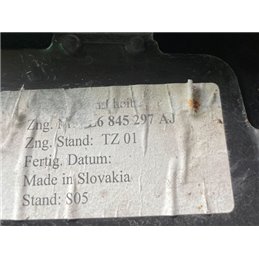 Zng. 6 845 297 AJ
Zng. Stand: TZ 01
Fertig. Datum:
Made in Slovakia
Stand: S05